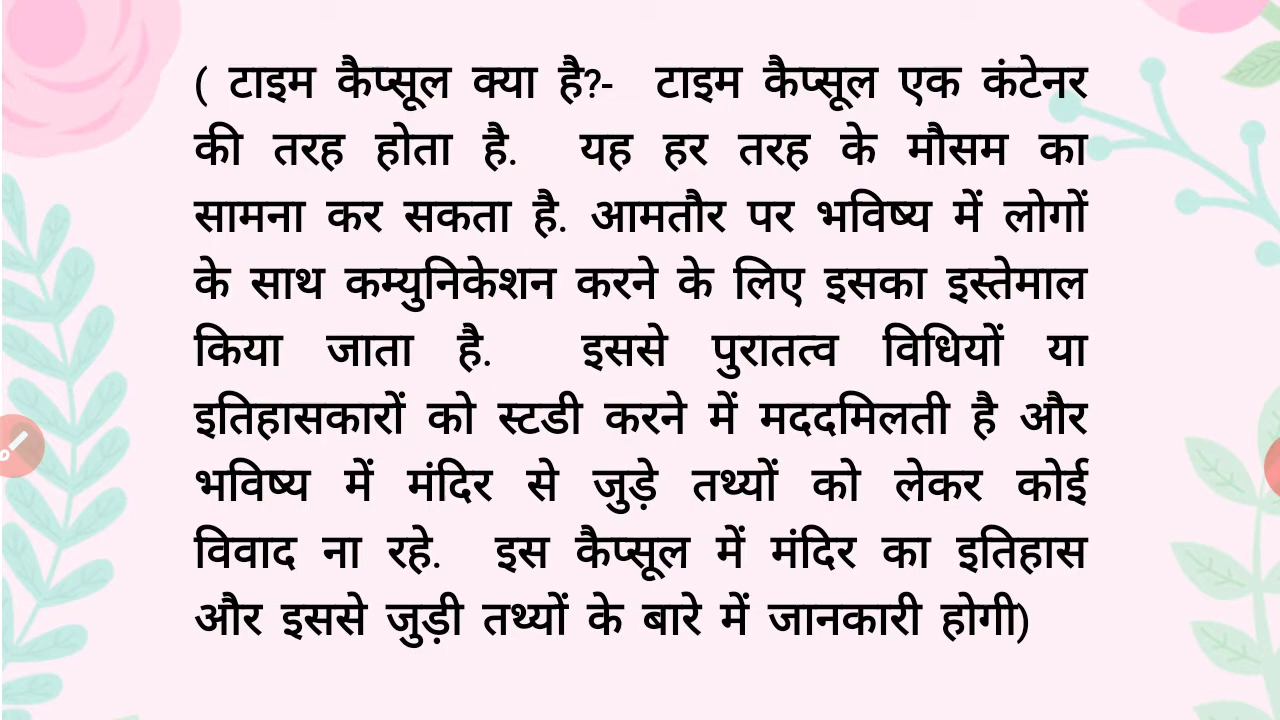 ( टाइम कैप्सूल क्या है?- टाइम कैप्सूल एक कंटेनर
की तरह होता है. यह हर तरह के मौसम का
सामना कर सकता है. आमतौर पर भविष्य में लोगों
के साथ कम्युनिकेशन करने के लिए इसका इस्तेमाल
किया जाता है. इससे पुरातत्व विधियों या
इतिहासकारों को स्टडी करने में मददमिलती है और
भविष्य में मंदिर से जुड़े तथ्यों को लेकर कोई
विवाद ना रहे. इस कैप्सूल में मंदिर का इतिहास
और इससे जुड़ी तथ्यों के बारे में जानकारी होगी)